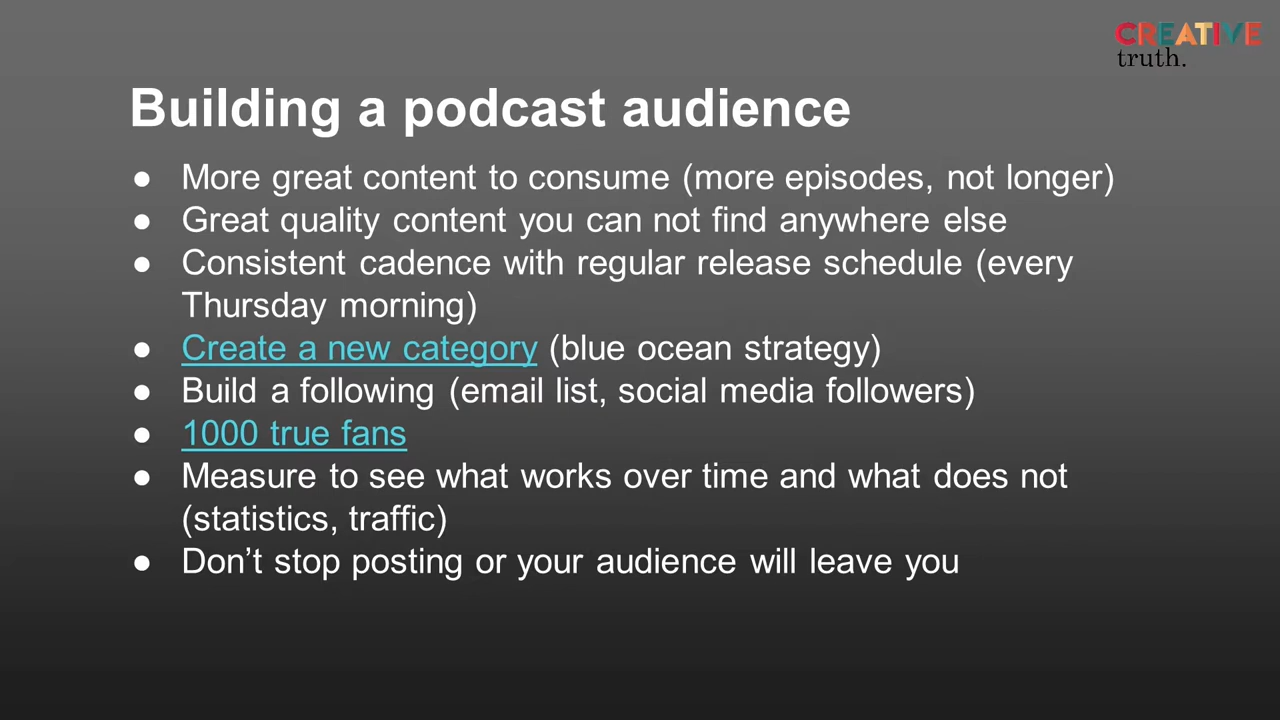 CREATIVE
truth.
Building a podcast audience
● More great content to consume (more episodes, not longer)
● Great quality content you can not find anywhere else
● Consistent cadence with regular release schedule (every
Thursday morning)
● Create a new category (blue ocean strategy)
● Build a following (email list, social media followers)
● 1000 true fans
● Measure to see what works over time and what does not
(statistics, traffic)
● Don’t stop posting or your audience will leave you